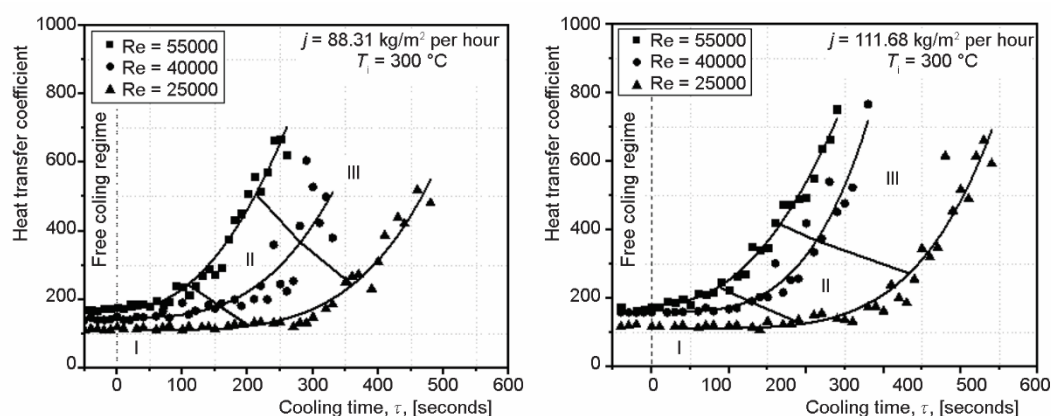 1000
800
600
400
200
0
Heat transfer coefficient
Free coling regime
Re = 55000
Re = 40000
Re = 25000
j = 88.31 kg/m² per hour
Tᵢ = 300 °C
I
II
III
0 100 200 300 400 500 600
Cooling time, τ, [seconds]
1000
800
600
400
200
0
Heat transfer coefficient
Free coling regime
Re = 55000
Re = 40000
Re = 25000
j = 111.68 kg/m² per hour
Tᵢ = 300 °C
I
II
III
0 100 200 300 400 500 600
Cooling time, τ, [seconds]